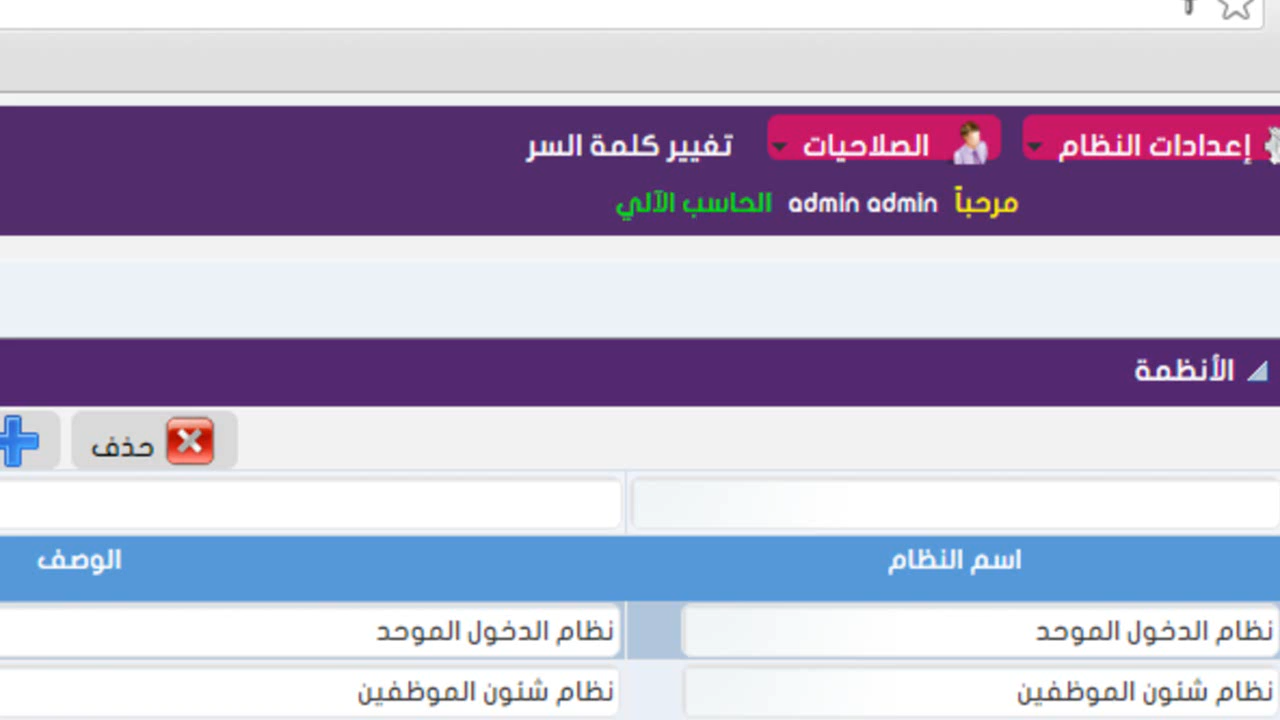 إعدادات النظام الصلاحيات تغيير كلمة السر
مرحباً admin admin الحاسب الآلي
الأنظمة
حذف
اسم النظام الوصف
نظام الدخول الموحد نظام الدخول الموحد
نظام شئون الموظفين نظام شئون الموظفين